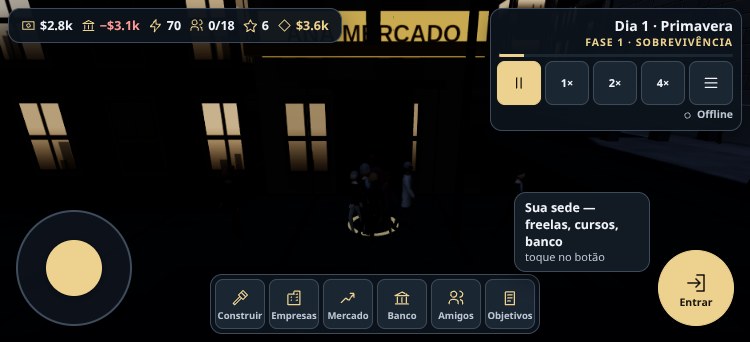 $2.8k −$3.1k 70 0/18 6 $3.6k
MERCADO
Dia 1 · Primavera
FASE 1 · SOBREVIVÊNCIA
1× 2× 4×
Offline
Sua sede —
freelas, cursos,
banco
toque no botão
Entrar
Construir Empresas Mercado Banco Amigos Objetivos